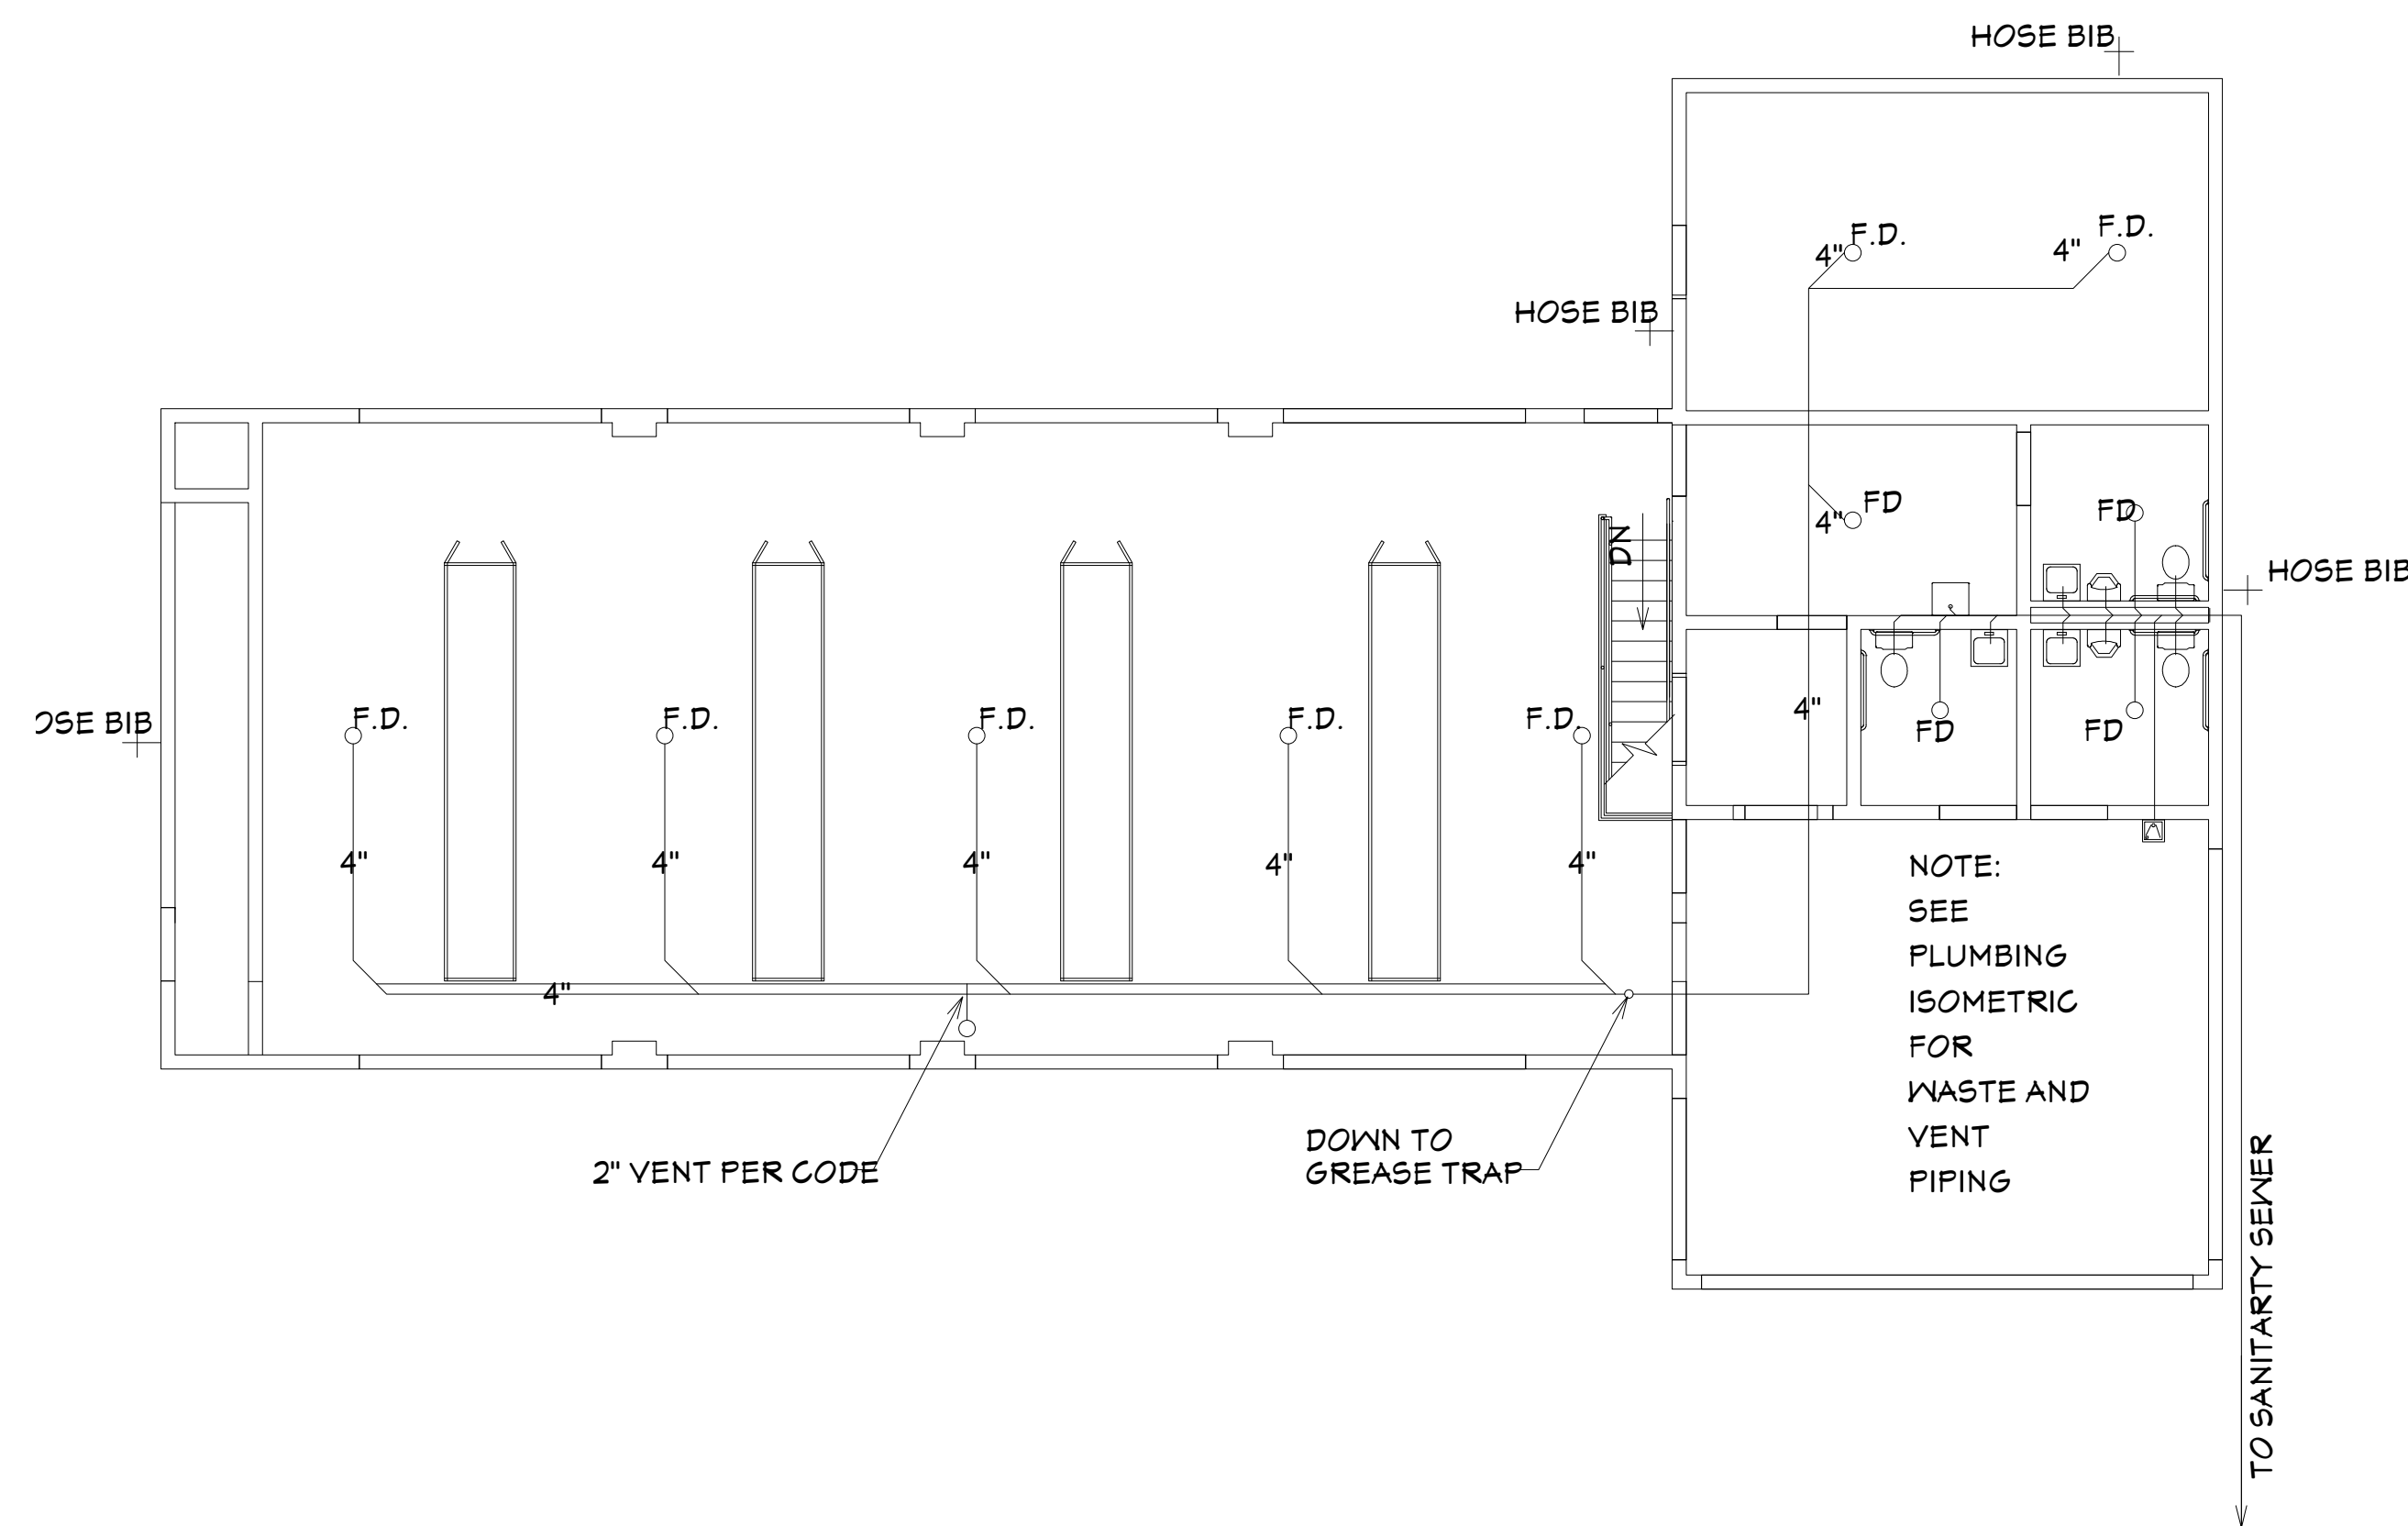 HOSE BIB
F.D.
4"
F.D.
4"
HOSE BIB
FD
4"
FD
DN
HOSE BIB
OSE BIB
F.D.
F.D.
F.D.
F.D.
F.D.
4"
FD
FD
4"
4"
4"
4"
4"
4"
NOTE:
SEE
PLUMBING
ISOMETRIC
FOR
WASTE AND
VENT
PIPING
2" VENT PER CODE
DOWN TO
GREASE TRAP
TO SANITARTY SEWER